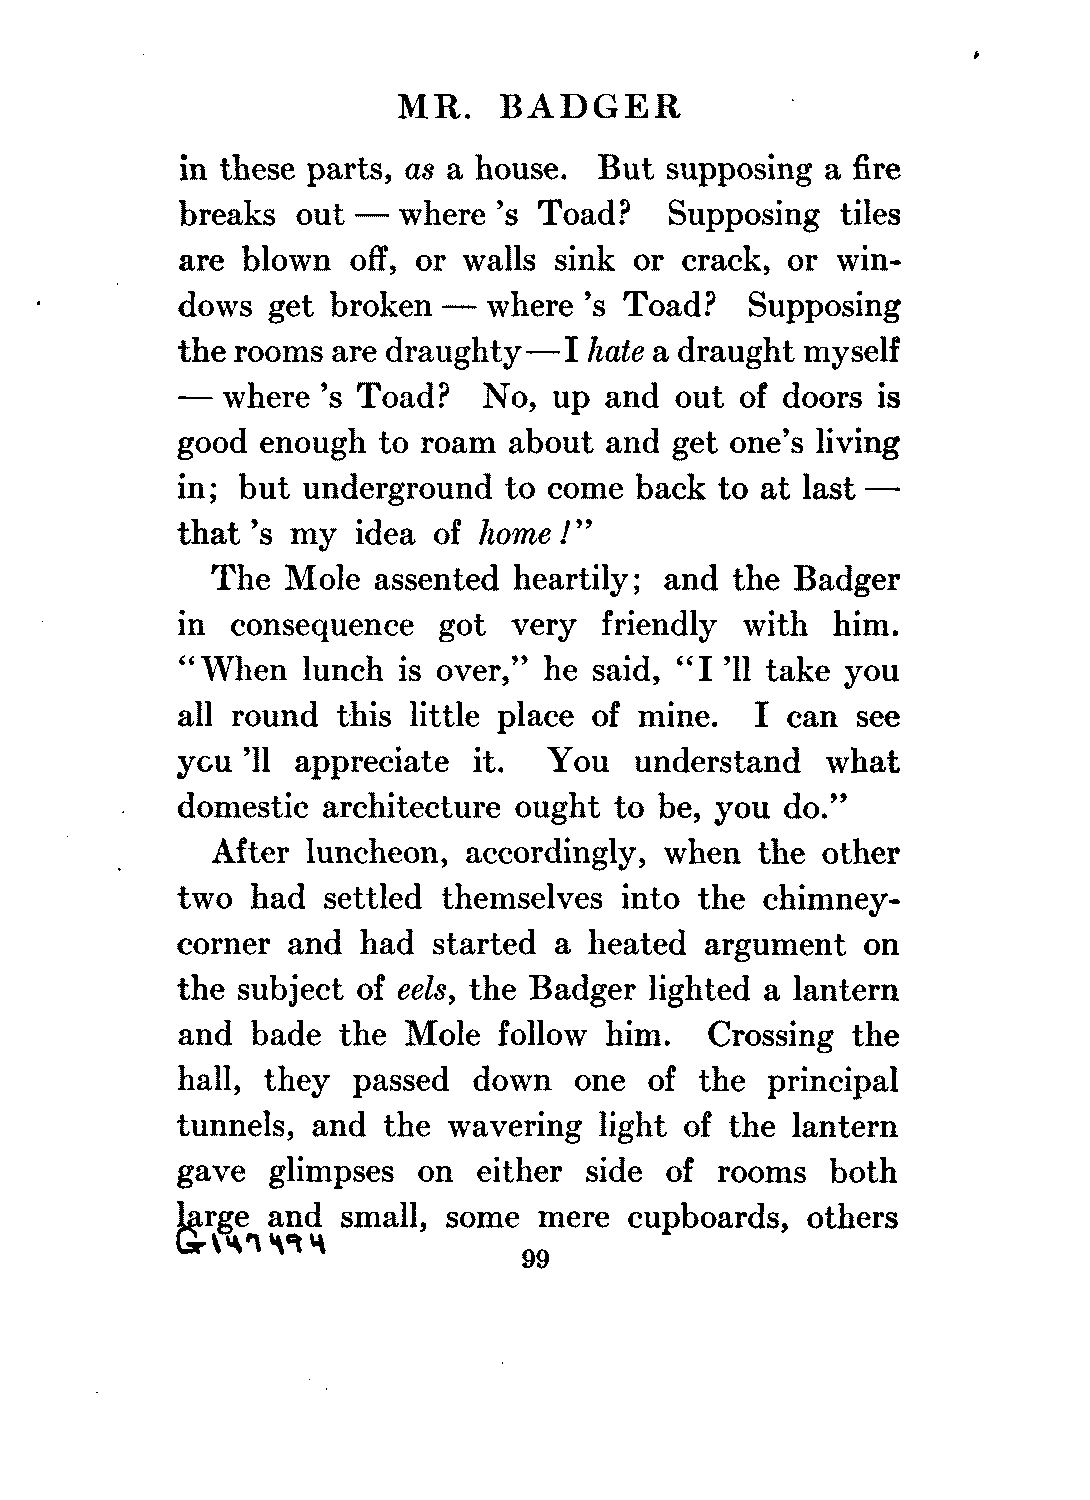 MR. BADGER
in these parts, as a house. But supposing a fire
breaks out — where 's Toad? Supposing tiles
are blown off, or walls sink or crack, or win-
dows get broken — where 's Toad? Supposing
the rooms are draughty—I hate a draught myself
— where 's Toad? No, up and out of doors is
good enough to roam about and get one's living
in; but underground to come back to at last —
that 's my idea of home!"
The Mole assented heartily; and the Badger
in consequence got very friendly with him.
"When lunch is over," he said, "I 'll take you
all round this little place of mine. I can see
you 'll appreciate it. You understand what
domestic architecture ought to be, you do."
After luncheon, accordingly, when the other
two had settled themselves into the chimney-
corner and had started a heated argument on
the subject of eels, the Badger lighted a lantern
and bade the Mole follow him. Crossing the
hall, they passed down one of the principal
tunnels, and the wavering light of the lantern
gave glimpses on either side of rooms both
large and small, some mere cupboards, others
G147494
99